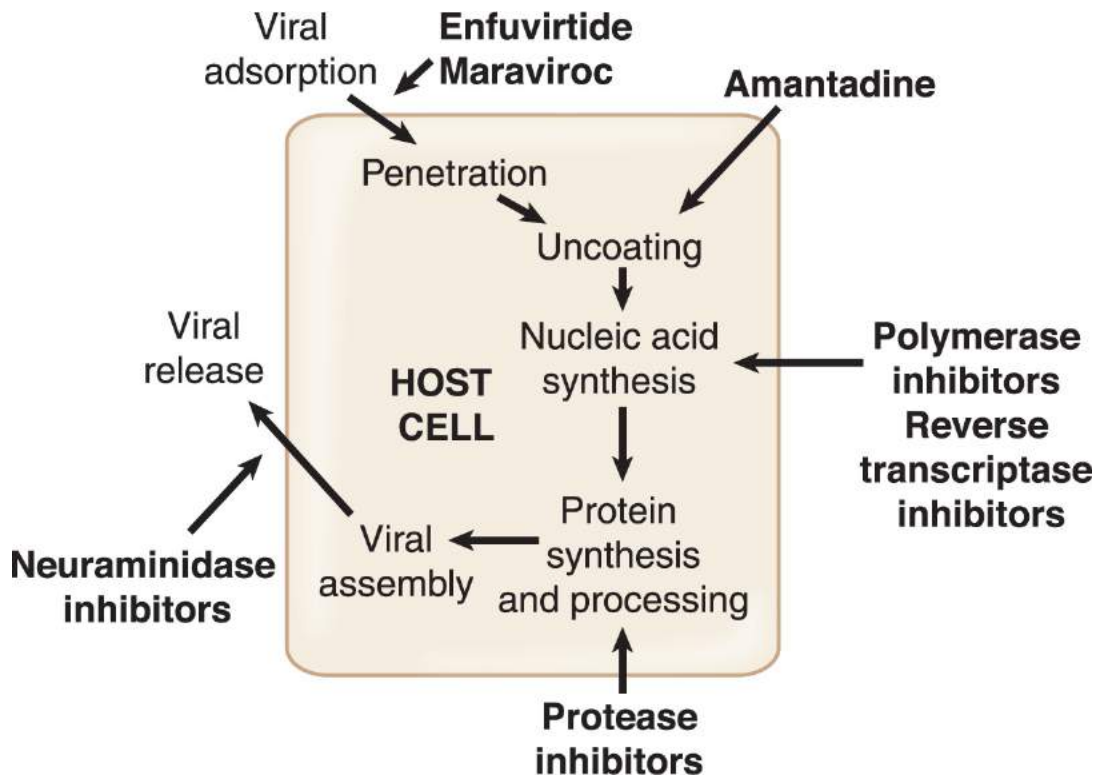 Viral
adsorption
Enfuvirtide
Maraviroc
Amantadine
Penetration
Uncoating
Nucleic acid
synthesis
Polymerase
inhibitors
Reverse
transcriptase
inhibitors
HOST
CELL
Viral
release
Protein
synthesis
and processing
Viral
assembly
Neuraminidase
inhibitors
Protease
inhibitors